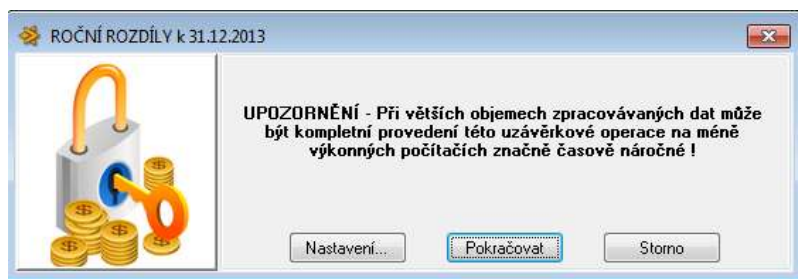 ROČNÍ ROZDÍLY k 31.12.2013
UPOZORNĚNÍ - Při větších objemech zpracovávaných dat může
být kompletní provedení této uzávěrkové operace na méně
výkonných počítačích značně časově náročné !
Nastavení... Pokračovat Storno